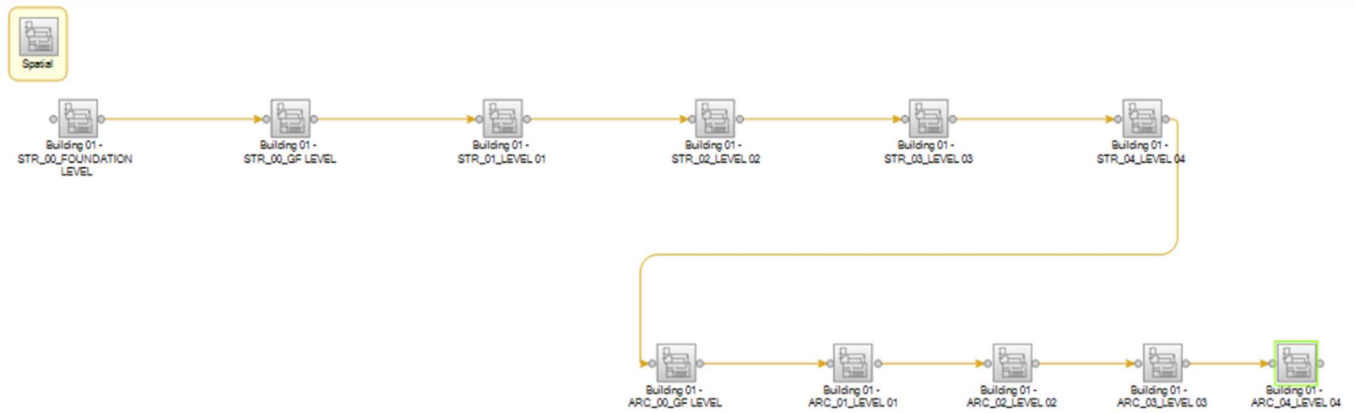 Spatial
Building 01 -
STR_00_FOUNDATION
LEVEL
Building 01 -
STR_00_GF LEVEL
Building 01 -
STR_01_LEVEL 01
Building 01 -
STR_02_LEVEL 02
Building 01 -
STR_03_LEVEL 03
Building 01 -
STR_04_LEVEL 04
Building 01 -
ARC_00_GF LEVEL
Building 01 -
ARC_01_LEVEL 01
Building 01 -
ARC_02_LEVEL 02
Building 01 -
ARC_03_LEVEL 03
Building 01 -
ARC_04_LEVEL 04